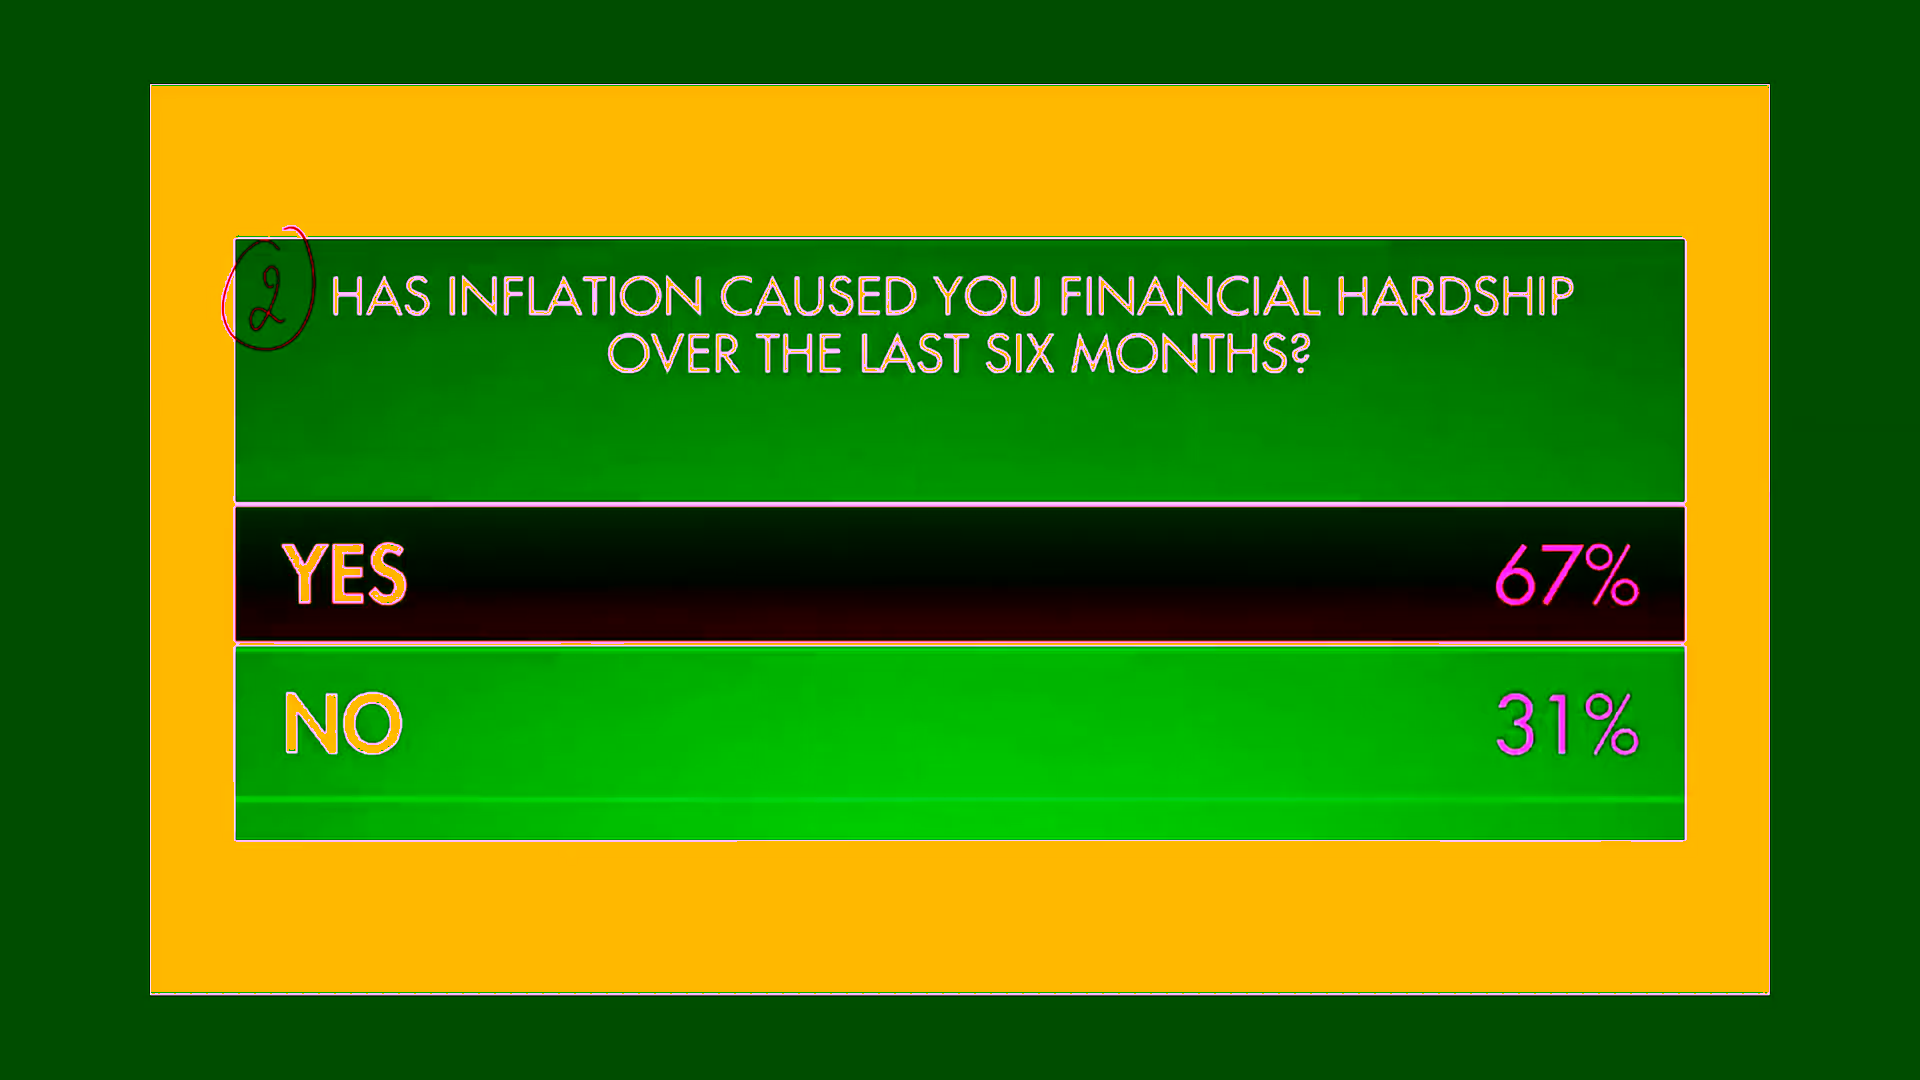 2 HAS INFLATION CAUSED YOU FINANCIAL HARDSHIP
OVER THE LAST SIX MONTHS?
YES 67%
NO 31%